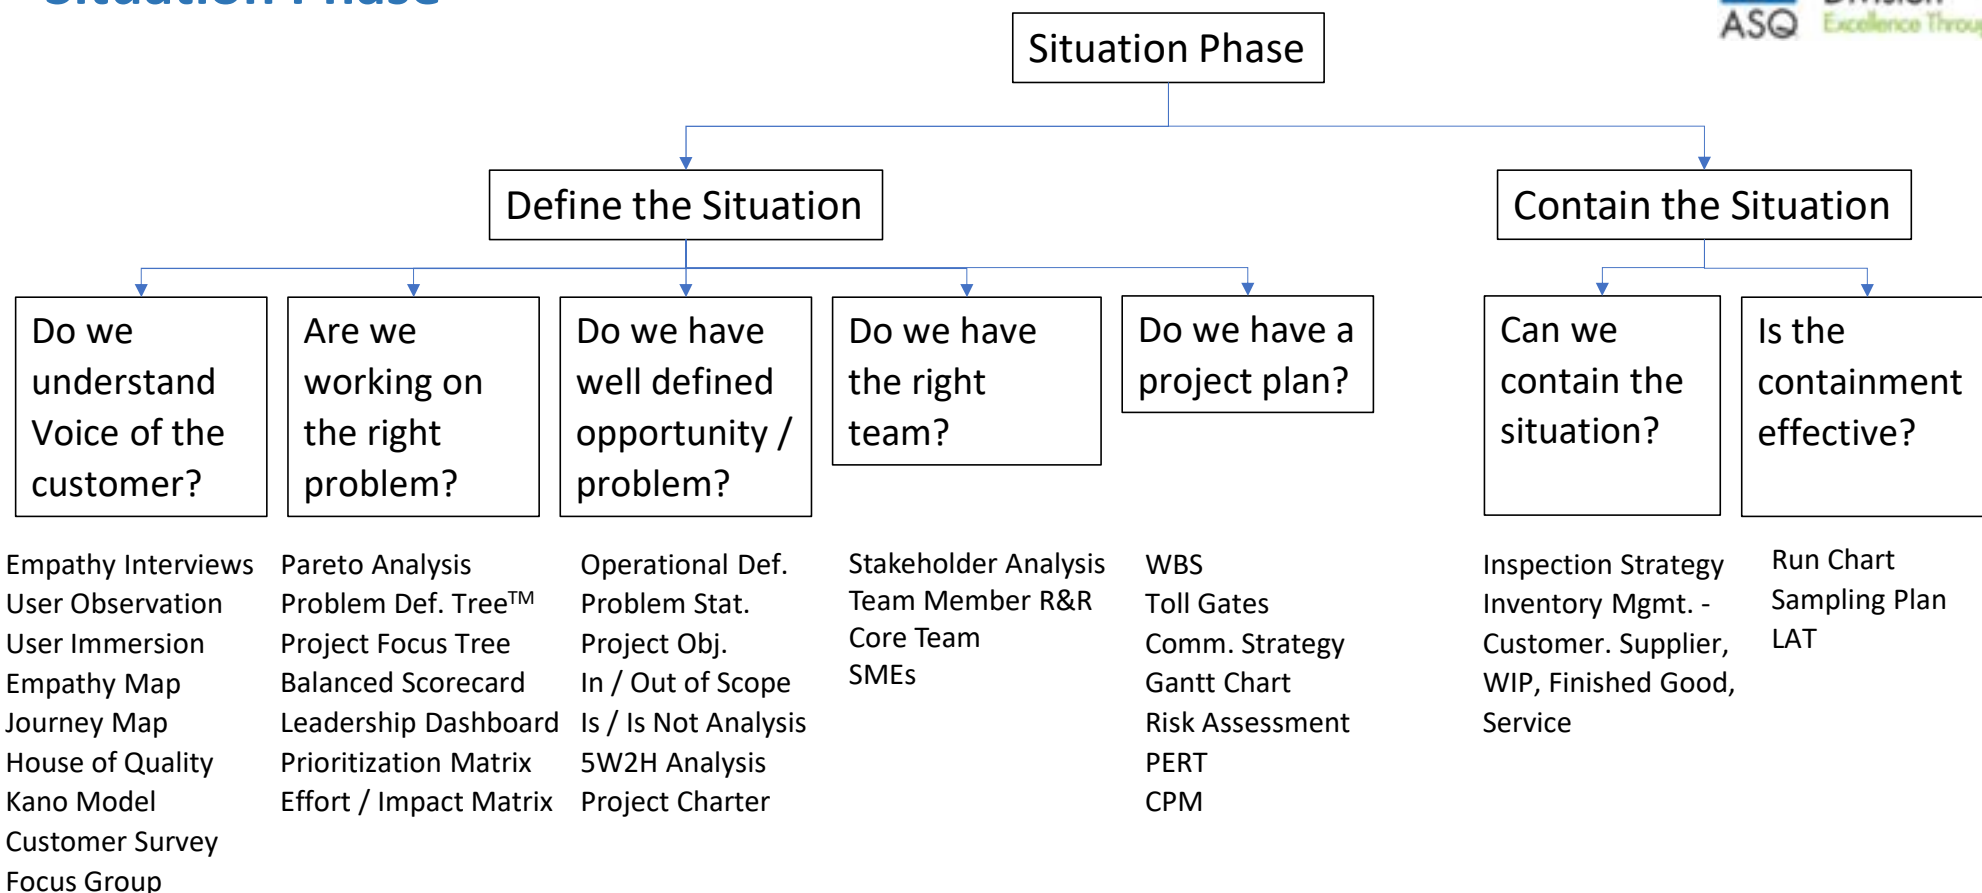 Situation Phase
Division
ASQ
Excellence Throug
Situation Phase
Define the Situation
Contain the Situation
Do we
understand
Voice of the
customer?
Are we
working on
the right
problem?
Do we have
well defined
opportunity /
problem?
Do we have
the right
team?
Do we have a
project plan?
Can we
contain the
situation?
Is the
containment
effective?
Empathy Interviews
User Observation
User Immersion
Empathy Map
Journey Map
House of Quality
Kano Model
Customer Survey
Focus Group
Pareto Analysis
Problem Def. Tree™
Project Focus Tree
Balanced Scorecard
Leadership Dashboard
Prioritization Matrix
Effort / Impact Matrix
Operational Def.
Problem Stat.
Project Obj.
In / Out of Scope
Is / Is Not Analysis
5W2H Analysis
Project Charter
Stakeholder Analysis
Team Member R&R
Core Team
SMEs
WBS
Toll Gates
Comm. Strategy
Gantt Chart
Risk Assessment
PERT
CPM
Inspection Strategy
Inventory Mgmt. -
Customer. Supplier,
WIP, Finished Good,
Service
Run Chart
Sampling Plan
LAT